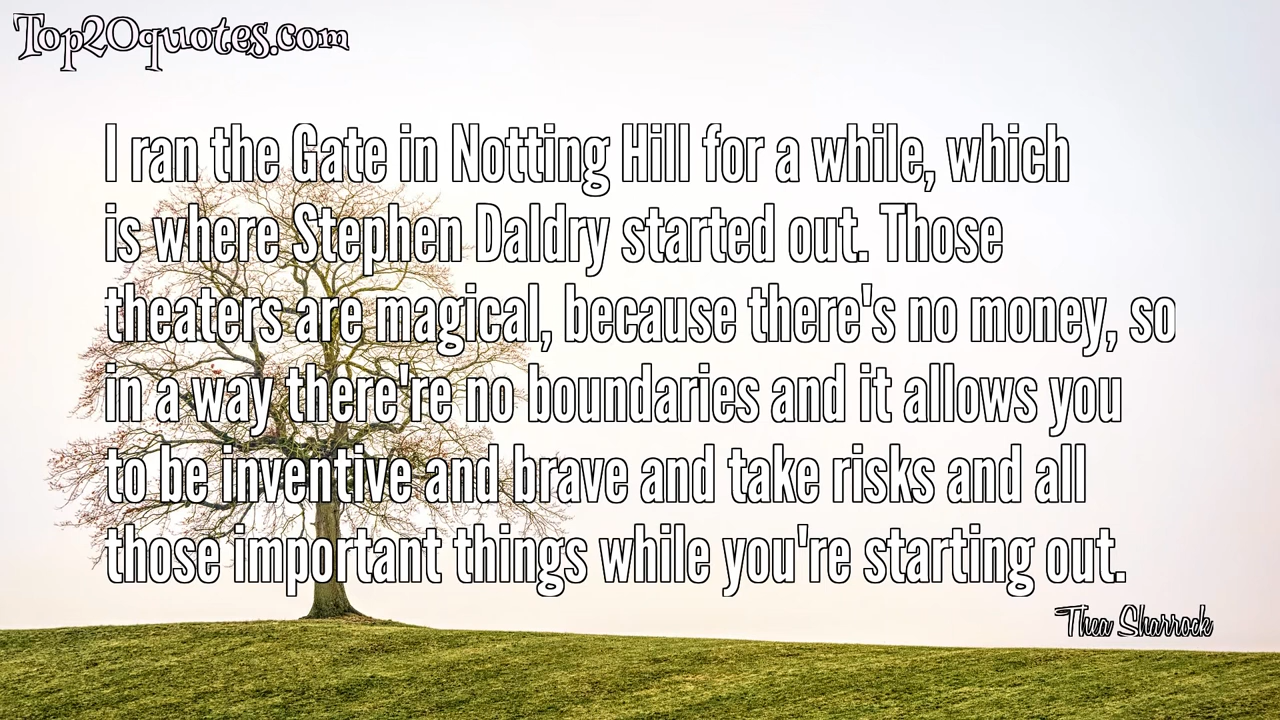 Top20quotes.com
I ran the Gate in Notting Hill for a while, which
is where Stephen Daldry started out. Those
theaters are magical, because there's no money, so
in a way there're no boundaries and it allows you
to be inventive and brave and take risks and all
those important things while you're starting out.
Thea Sharrock